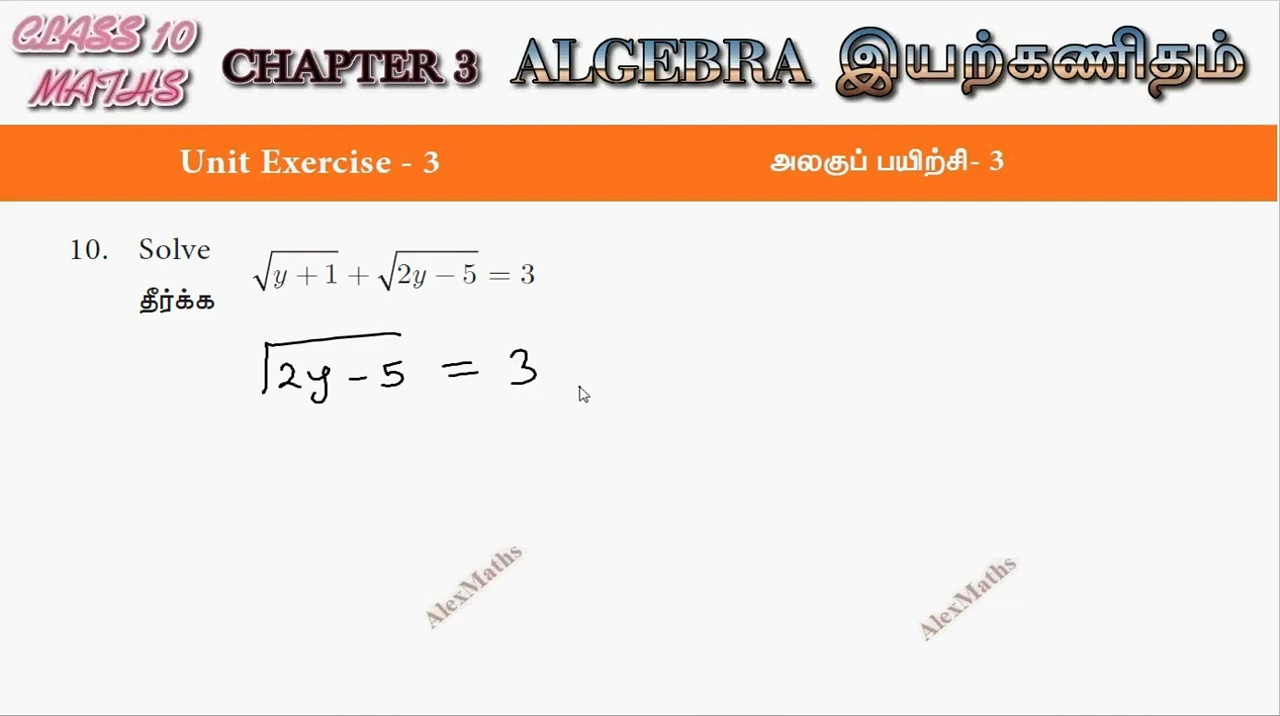 CLASS 10
MATHS
CHAPTER 3
ALGEBRA இயற்கணிதம்
Unit Exercise - 3
அலகுப் பயிற்சி- 3
10. Solve √(y + 1) + √(2y − 5) = 3
தீர்க்க
√(2y − 5) = 3
AlexMaths
AlexMaths